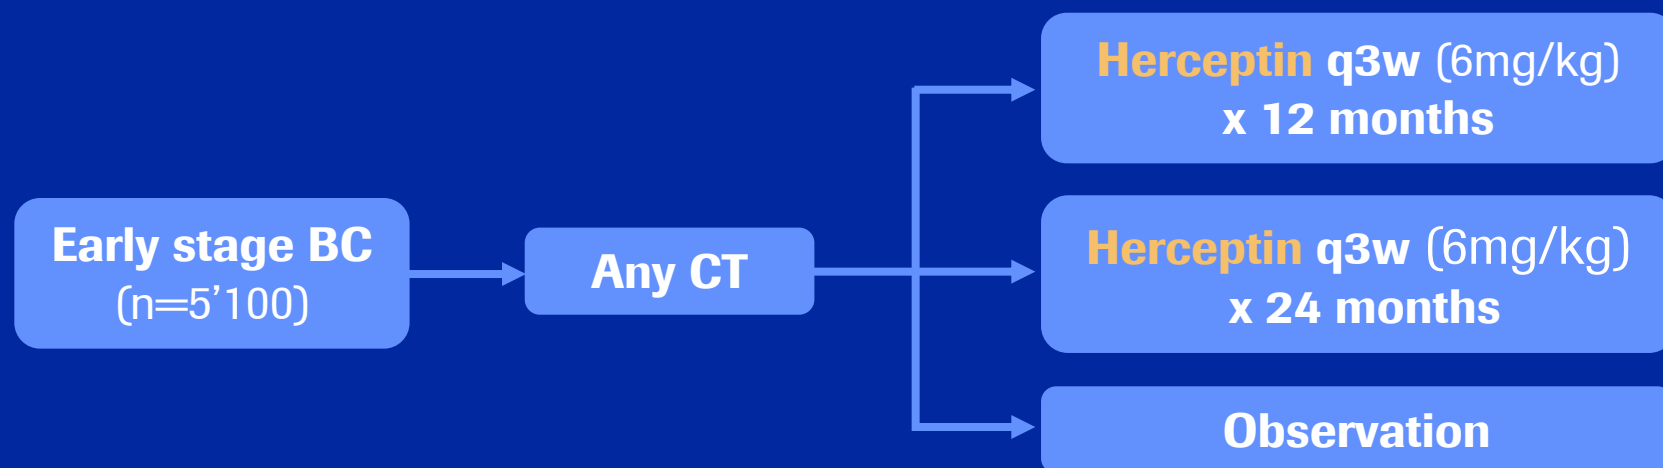 Early stage BC
(n=5’100)
Any CT
Herceptin q3w (6mg/kg)
x 12 months
Herceptin q3w (6mg/kg)
x 24 months
Observation